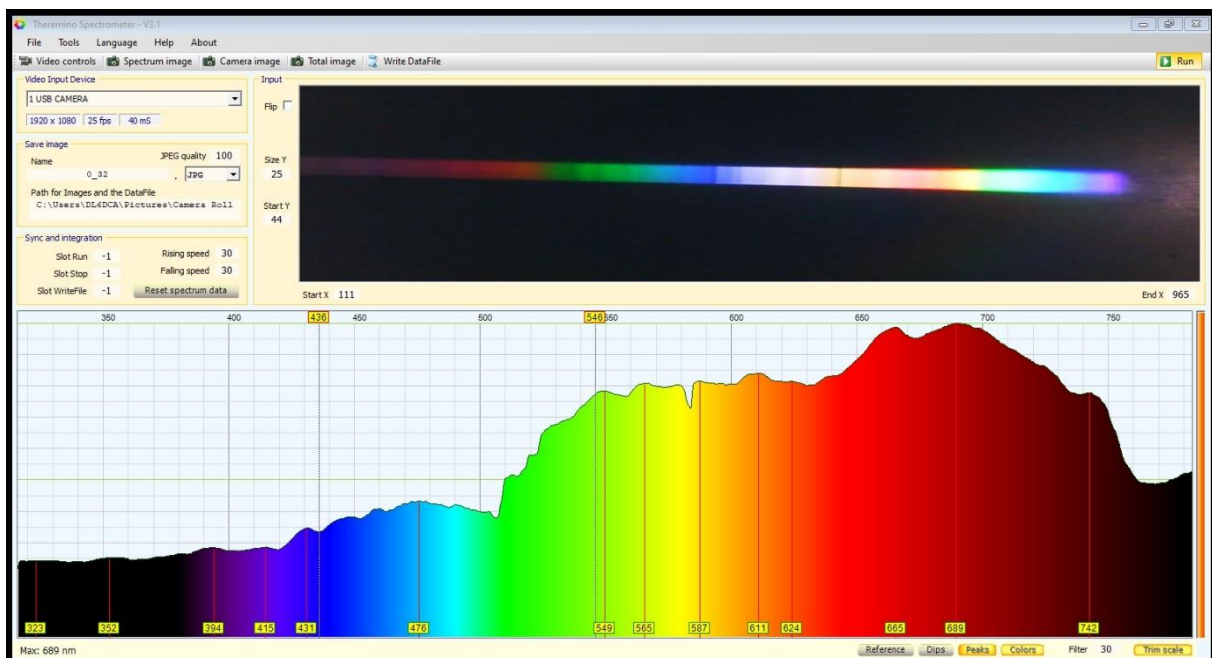 Theremino Spectrometer - V3.1
File Tools Language Help About
Video controls Spectrum image Camera image Total image Write DataFile Run
Video Input Device
1 USB CAMERA
1920 x 1080 25 fps 40 mS
Save image
Name JPEG quality 100
0_32 . JPG
Path for Images and the DataFile
C:\Users\DL6DCA\Pictures\Camera Roll
Sync and integration
Slot Run -1 Rising speed 30
Slot Stop -1 Falling speed 30
Slot WriteFile -1 Reset spectrum data
Input
Flip
Size Y
25
Start Y
44
Start X 111 End X 965
350 400 436 450 500 546 550 600 650 700 750
323 352 394 415 431 476 549 565 587 611 624 665 689 742
Max: 689 nm Reference Dips Peaks Colors Filter 30 Trim scale